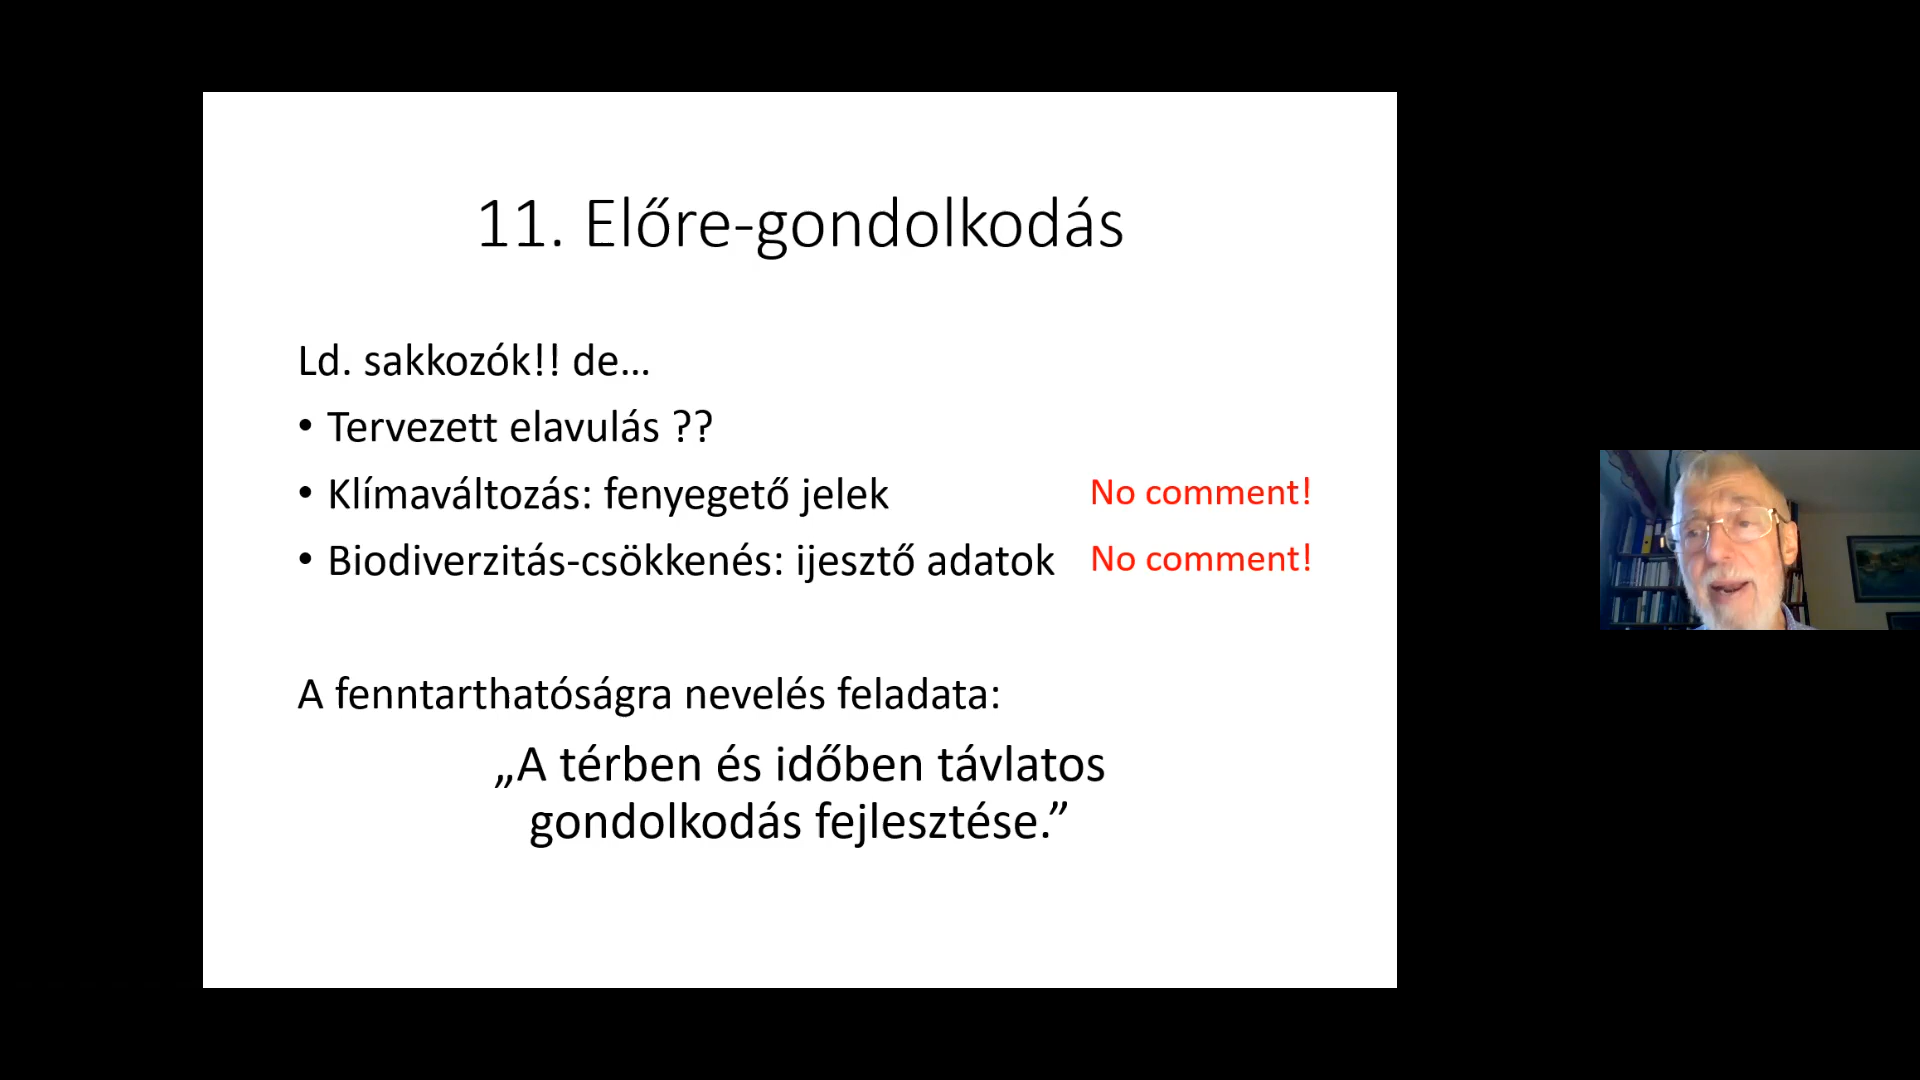 11. Előre-gondolkodás
Ld. sakkozók!! de...
• Tervezett elavulás ??
• Klímaváltozás: fenyegető jelek No comment!
• Biodiverzitás-csökkenés: ijesztő adatok No comment!
A fenntarthatóságra nevelés feladata:
„A térben és időben távlatos
gondolkodás fejlesztése.”